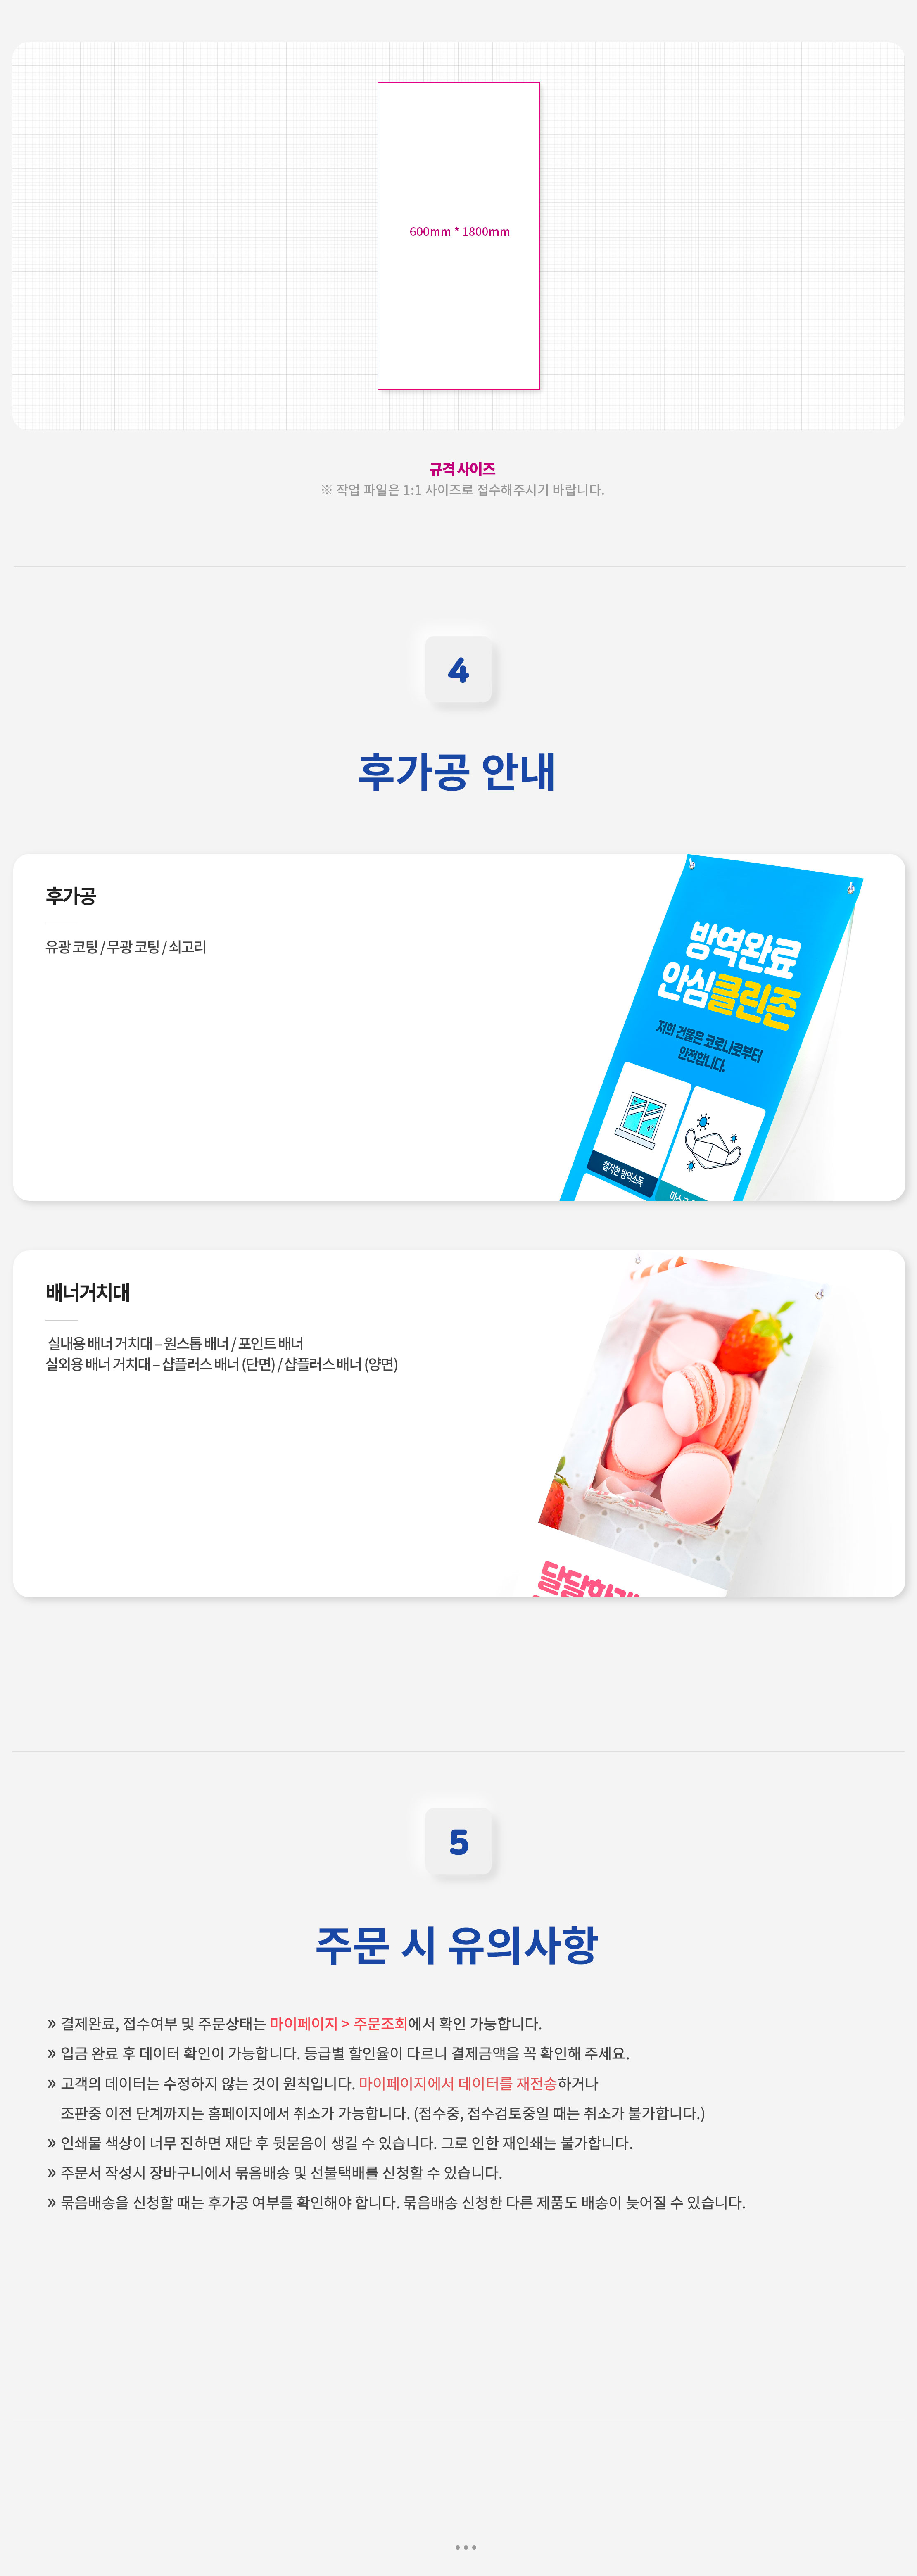 600mm * 1800mm
규격 사이즈
※ 작업 파일은 1:1 사이즈로 접수해주시기 바랍니다.
4
후가공 안내
후가공
유광 코팅 / 무광 코팅 / 쇠고리
방역완료
안심클린존
저희 건물은 코로나로부터
안전합니다.
철저한 방역소독
배너거치대
실내용 배너 거치대 – 원스톱 배너 / 포인트 배너
실외용 배너 거치대 – 샵플러스 배너 (단면) / 샵플러스 배너 (양면)
5
주문 시 유의사항
» 결제완료, 접수여부 및 주문상태는 마이페이지 > 주문조회에서 확인 가능합니다.
» 입금 완료 후 데이터 확인이 가능합니다. 등급별 할인율이 다르니 결제금액을 꼭 확인해 주세요.
» 고객의 데이터는 수정하지 않는 것이 원칙입니다. 마이페이지에서 데이터를 재전송하거나
조판중 이전 단계까지는 홈페이지에서 취소가 가능합니다. (접수중, 접수검토중일 때는 취소가 불가합니다.)
» 인쇄물 색상이 너무 진하면 재단 후 뒷묻음이 생길 수 있습니다. 그로 인한 재인쇄는 불가합니다.
» 주문서 작성시 장바구니에서 묶음배송 및 선불택배를 신청할 수 있습니다.
» 묶음배송을 신청할 때는 후가공 여부를 확인해야 합니다. 묶음배송 신청한 다른 제품도 배송이 늦어질 수 있습니다.